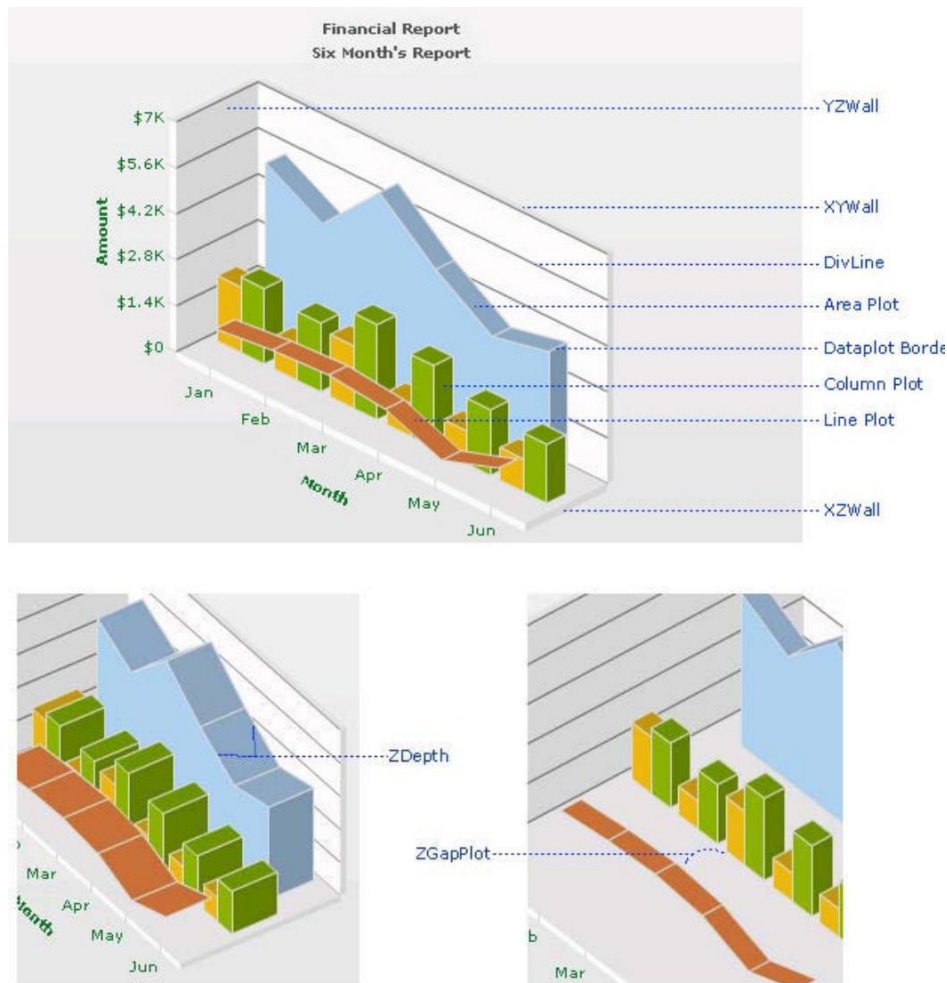 Financial Report
Six Month's Report
YZWall
$7K
$5.6K
$4.2K
$2.8K
$1.4K
$0
Amount
XYWall
DivLine
Area Plot
Dataplot Borde
Column Plot
Line Plot
XZWall
Jan
Feb
Mar
Apr
May
Jun
Month
ZDepth
Mar
Apr
May
Jun
Month
ZGapPlot
b
Mar